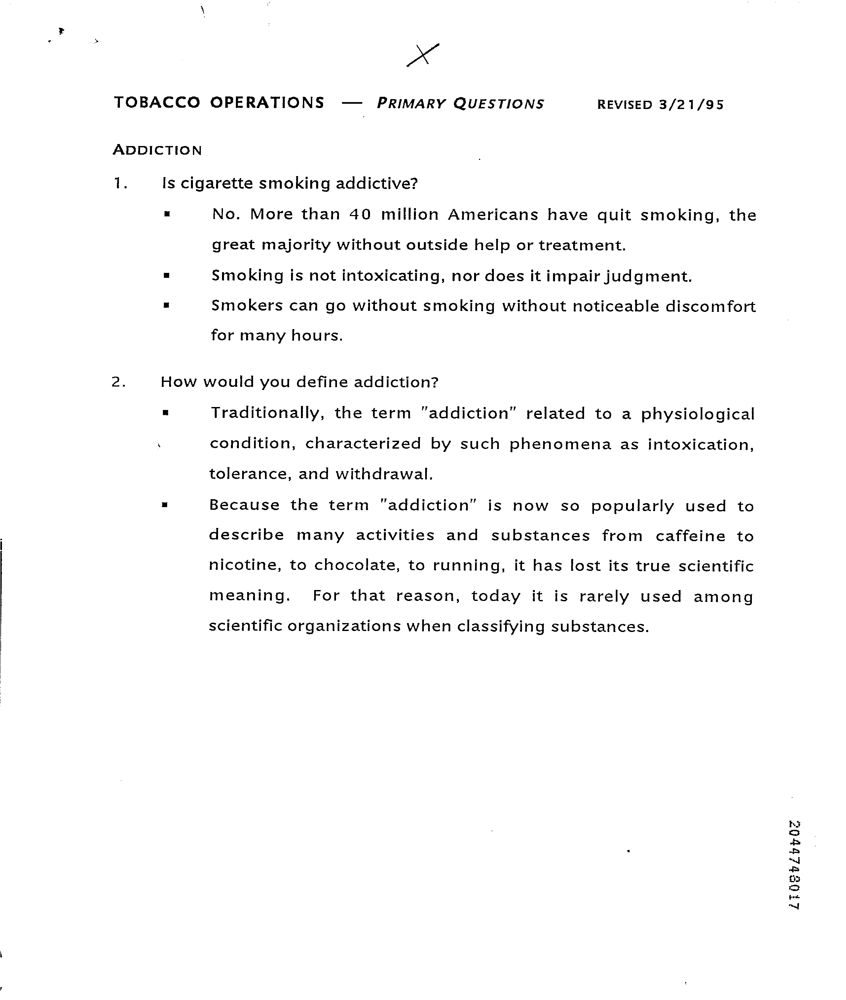 TOBACCO OPERATIONS — PRIMARY QUESTIONS REVISED 3/21/95
ADDICTION
1. Is cigarette smoking addictive?
▪ No. More than 40 million Americans have quit smoking, the
great majority without outside help or treatment.
▪ Smoking is not intoxicating, nor does it impair judgment.
▪ Smokers can go without smoking without noticeable discomfort
for many hours.
2. How would you define addiction?
▪ Traditionally, the term "addiction" related to a physiological
condition, characterized by such phenomena as intoxication,
tolerance, and withdrawal.
▪ Because the term "addiction" is now so popularly used to
describe many activities and substances from caffeine to
nicotine, to chocolate, to running, it has lost its true scientific
meaning. For that reason, today it is rarely used among
scientific organizations when classifying substances.
2044748017